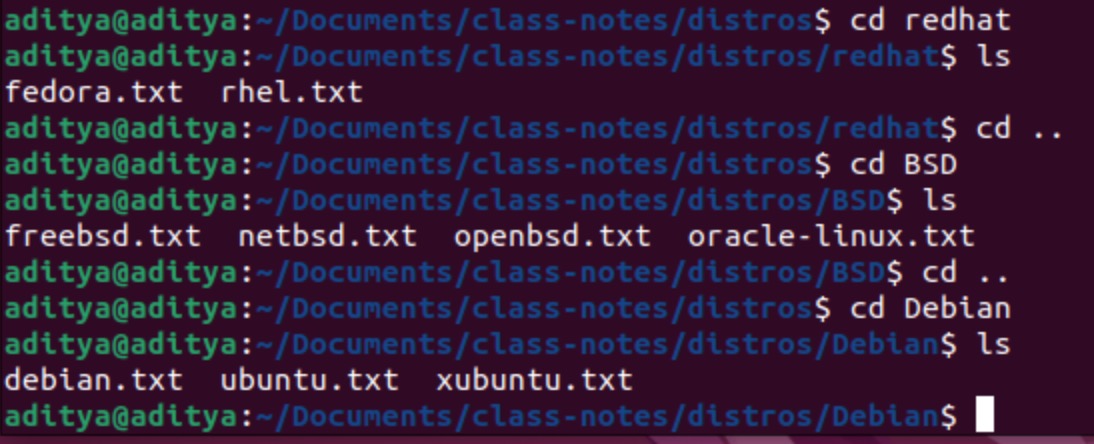 aditya@aditya:~/Documents/class-notes/distros$ cd redhat
aditya@aditya:~/Documents/class-notes/distros/redhat$ ls
fedora.txt  rhel.txt
aditya@aditya:~/Documents/class-notes/distros/redhat$ cd ..
aditya@aditya:~/Documents/class-notes/distros$ cd BSD
aditya@aditya:~/Documents/class-notes/distros/BSD$ ls
freebsd.txt  netbsd.txt  openbsd.txt  oracle-linux.txt
aditya@aditya:~/Documents/class-notes/distros/BSD$ cd ..
aditya@aditya:~/Documents/class-notes/distros$ cd Debian
aditya@aditya:~/Documents/class-notes/distros/Debian$ ls
debian.txt  ubuntu.txt  xubuntu.txt
aditya@aditya:~/Documents/class-notes/distros/Debian$